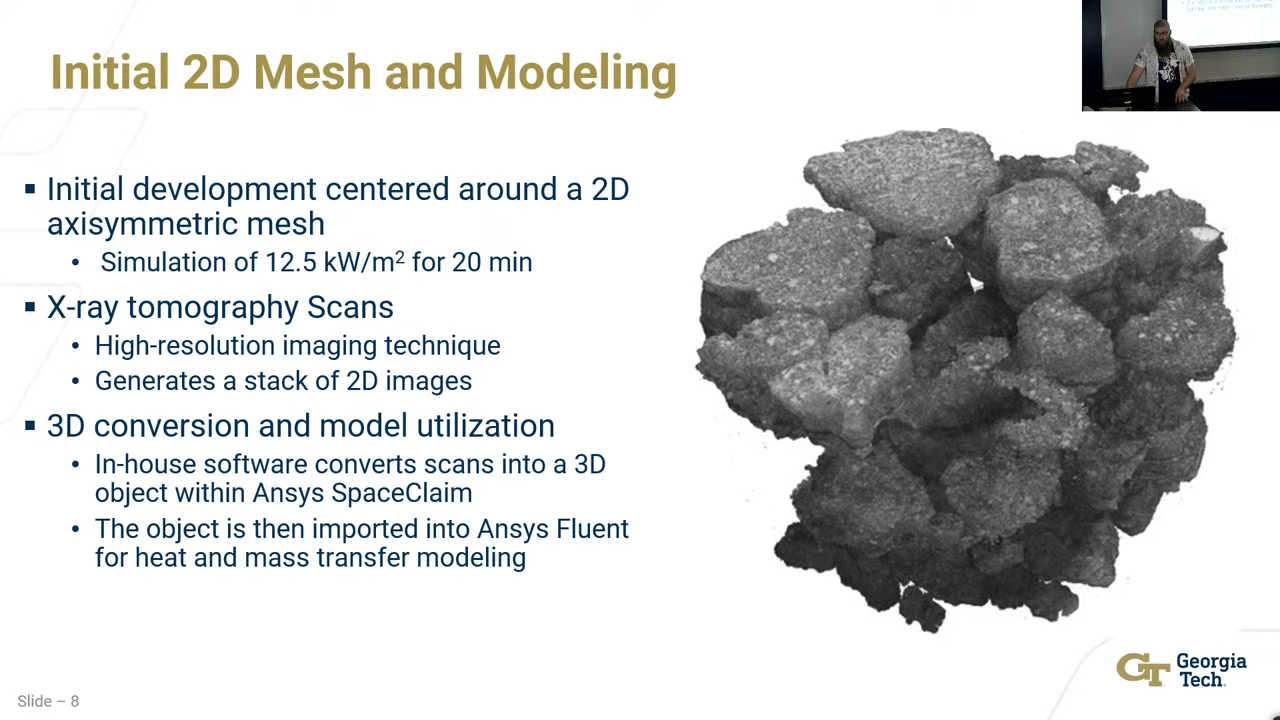 Initial 2D Mesh and Modeling
▪ Initial development centered around a 2D
axisymmetric mesh
• Simulation of 12.5 kW/m² for 20 min
▪ X-ray tomography Scans
• High-resolution imaging technique
• Generates a stack of 2D images
▪ 3D conversion and model utilization
• In-house software converts scans into a 3D
object within Ansys SpaceClaim
• The object is then imported into Ansys Fluent
for heat and mass transfer modeling
GT Georgia
Tech
Slide – 8